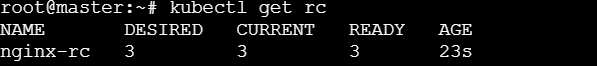 root@master:~# kubectl get rc
NAME DESIRED CURRENT READY AGE
nginx-rc 3 3 3 23s